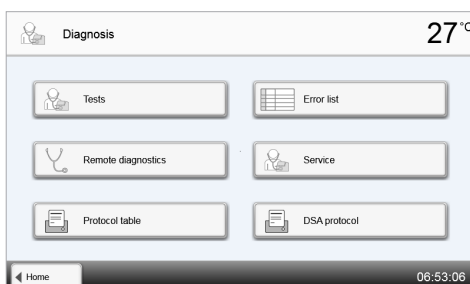 Diagnosis
27°C
Tests
Error list
Remote diagnostics
Service
Protocol table
DSA protocol
Home
06:53:06